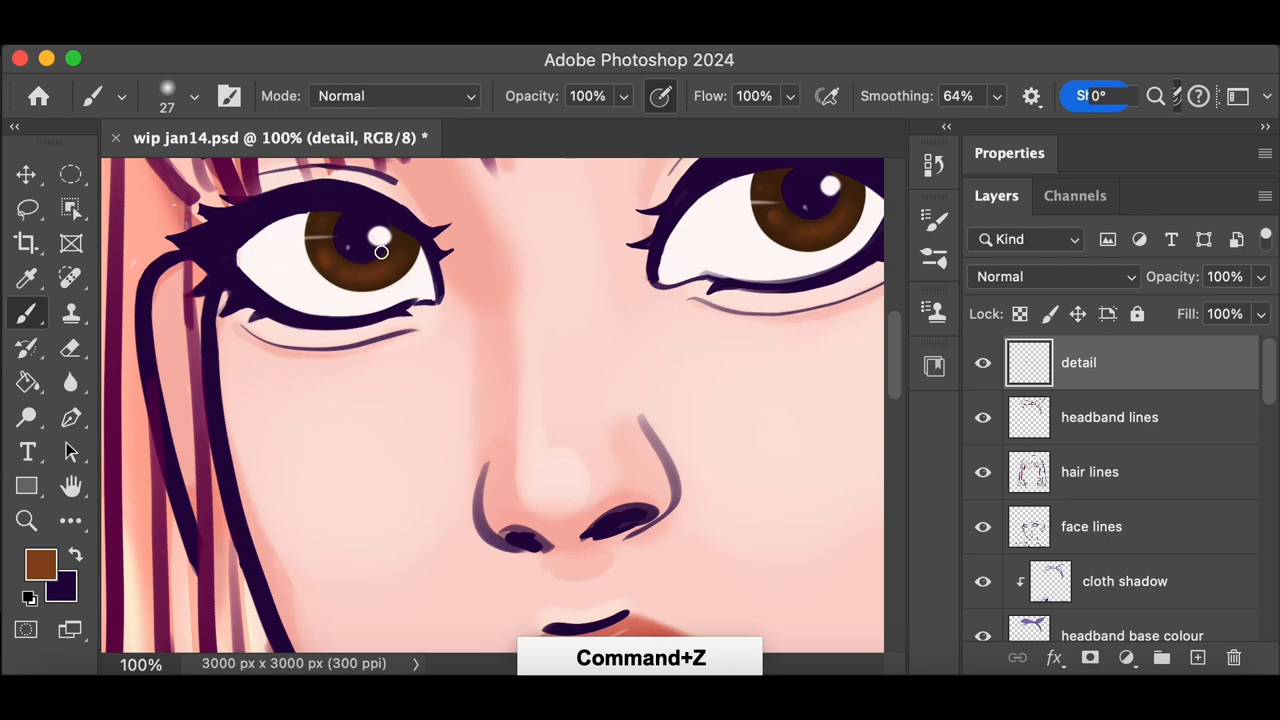 Adobe Photoshop 2024
27
Mode: Normal
Opacity: 100%
Flow: 100%
Smoothing: 64%
0°
wip jan14.psd @ 100% (detail, RGB/8) *
Properties
Layers
Channels
Kind
Normal
Opacity: 100%
Lock:
Fill: 100%
detail
headband lines
hair lines
face lines
cloth shadow
headband base colour
fx
100%
3000 px x 3000 px (300 ppi)
Command+Z